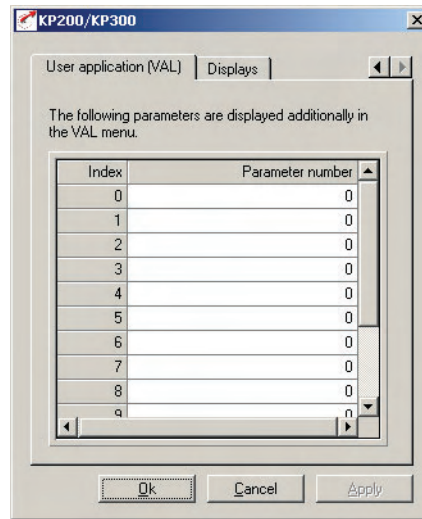 KP200/KP300
User application (VAL) Displays
The following parameters are displayed additionally in
the VAL menu.
Index Parameter number
0 0
1 0
2 0
3 0
4 0
5 0
6 0
7 0
8 0
9 0
Ok Cancel Apply